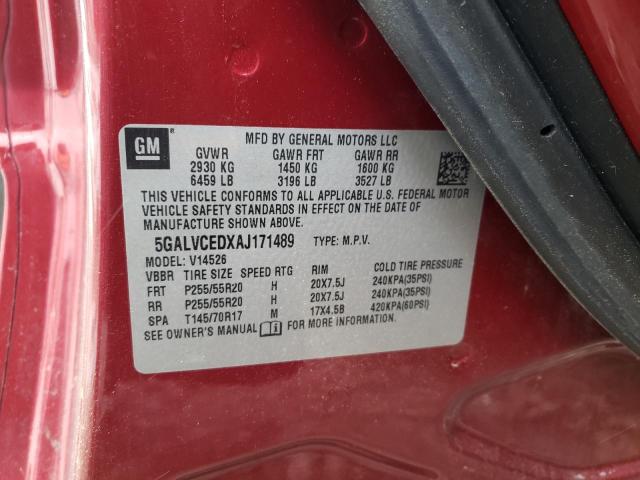 GM
MFD BY GENERAL MOTORS LLC
GVWR GAWR FRT GAWR RR
2930 KG 1450 KG 1600 KG
6459 LB 3196 LB 3527 LB
THIS VEHICLE CONFORMS TO ALL APPLICABLE U.S. FEDERAL MOTOR
VEHICLE SAFETY STANDARDS IN EFFECT ON THE DATE OF
MANUFACTURE SHOWN ABOVE.
5GALVCEDXAJ171489 TYPE: M.P.V.
MODEL: V14526
VBBR TIRE SIZE SPEED RTG RIM COLD TIRE PRESSURE
FRT P255/55R20 H 20X7.5J 240KPA(35PSI)
RR P255/55R20 H 20X7.5J 240KPA(35PSI)
SPA T145/70R17 M 17X4.5B 420KPA(60PSI)
SEE OWNER'S MANUAL FOR MORE INFORMATION.